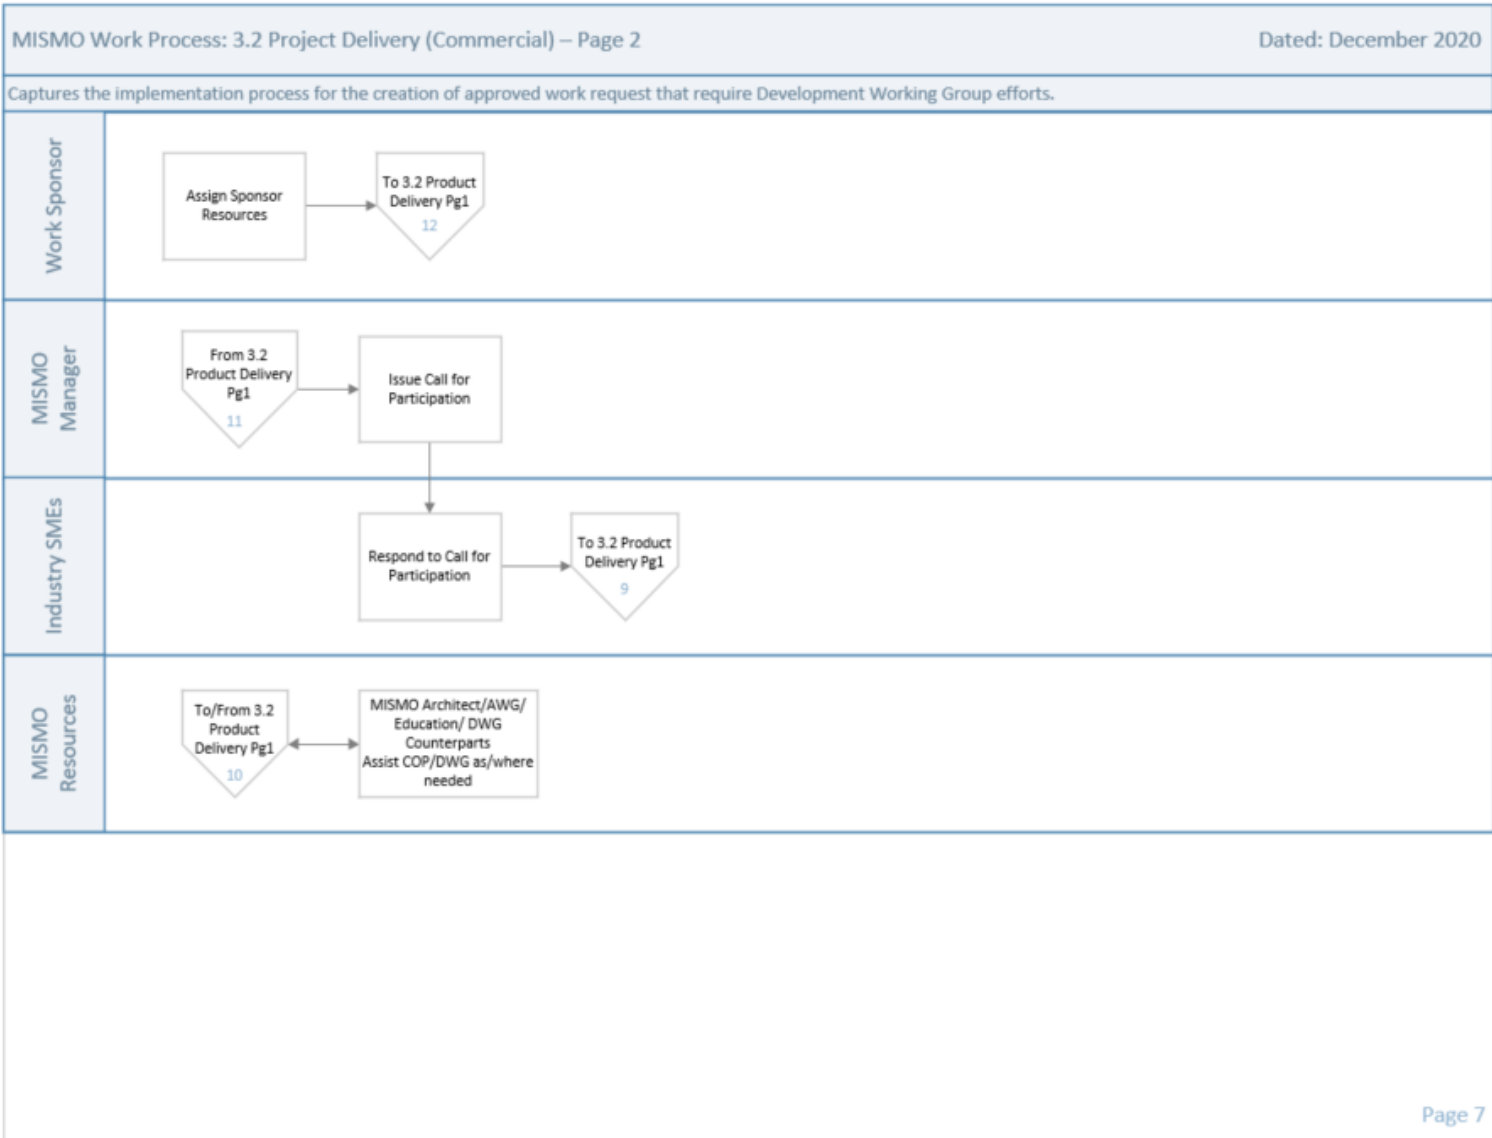 MISMO Work Process: 3.2 Project Delivery (Commercial) – Page 2
Dated: December 2020
Captures the implementation process for the creation of approved work request that require Development Working Group efforts.
Work Sponsor
Assign Sponsor
Resources
To 3.2 Product
Delivery Pg1
12
MISMO
Manager
From 3.2
Product Delivery
Pg1
11
Issue Call for
Participation
Industry SMEs
Respond to Call for
Participation
To 3.2 Product
Delivery Pg1
9
MISMO
Resources
To/From 3.2
Product
Delivery Pg1
10
MISMO Architect/AWG/
Education/ DWG
Counterparts
Assist COP/DWG as/where
needed
Page 7